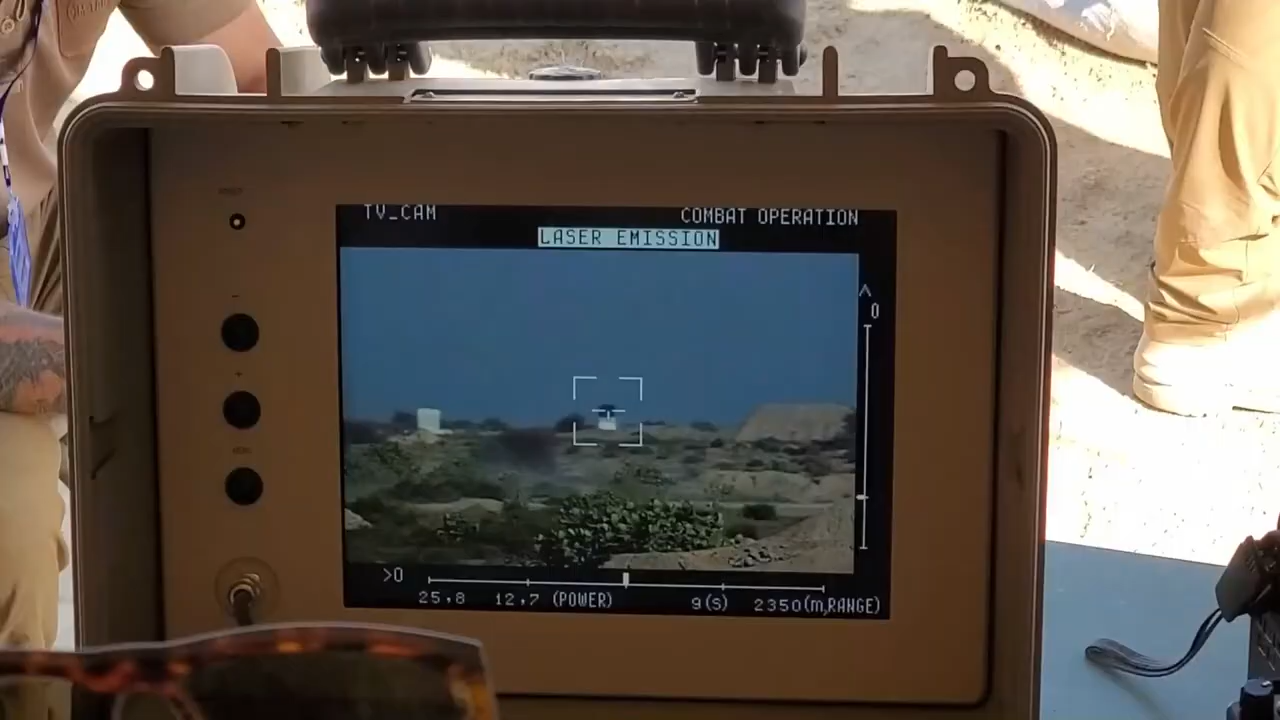 TV_CAM
COMBAT OPERATION
LASER EMISSION
^
0
>0
25,8 12,7 (POWER) 9(S) 2350(m,RANGE)